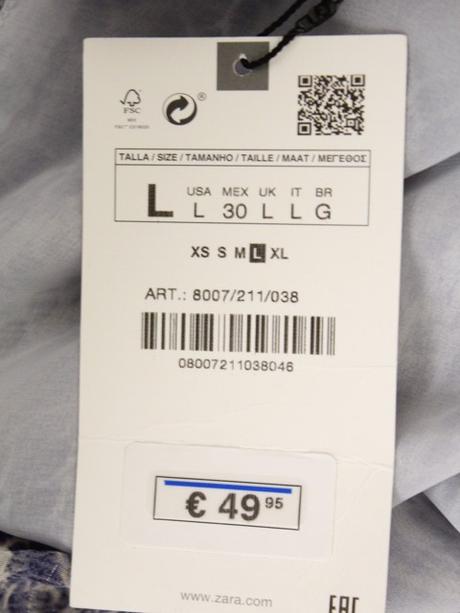 FSC
®
TALLA / SIZE / TAMANHO / TAILLE / MAAT / ΜΕΓΕΘΟΣ
USA MEX UK IT BR
L L 30 L L G
XS S M L XL
ART.: 8007/211/038
08007211038046
€ 49 95
www.zara.com
EAC